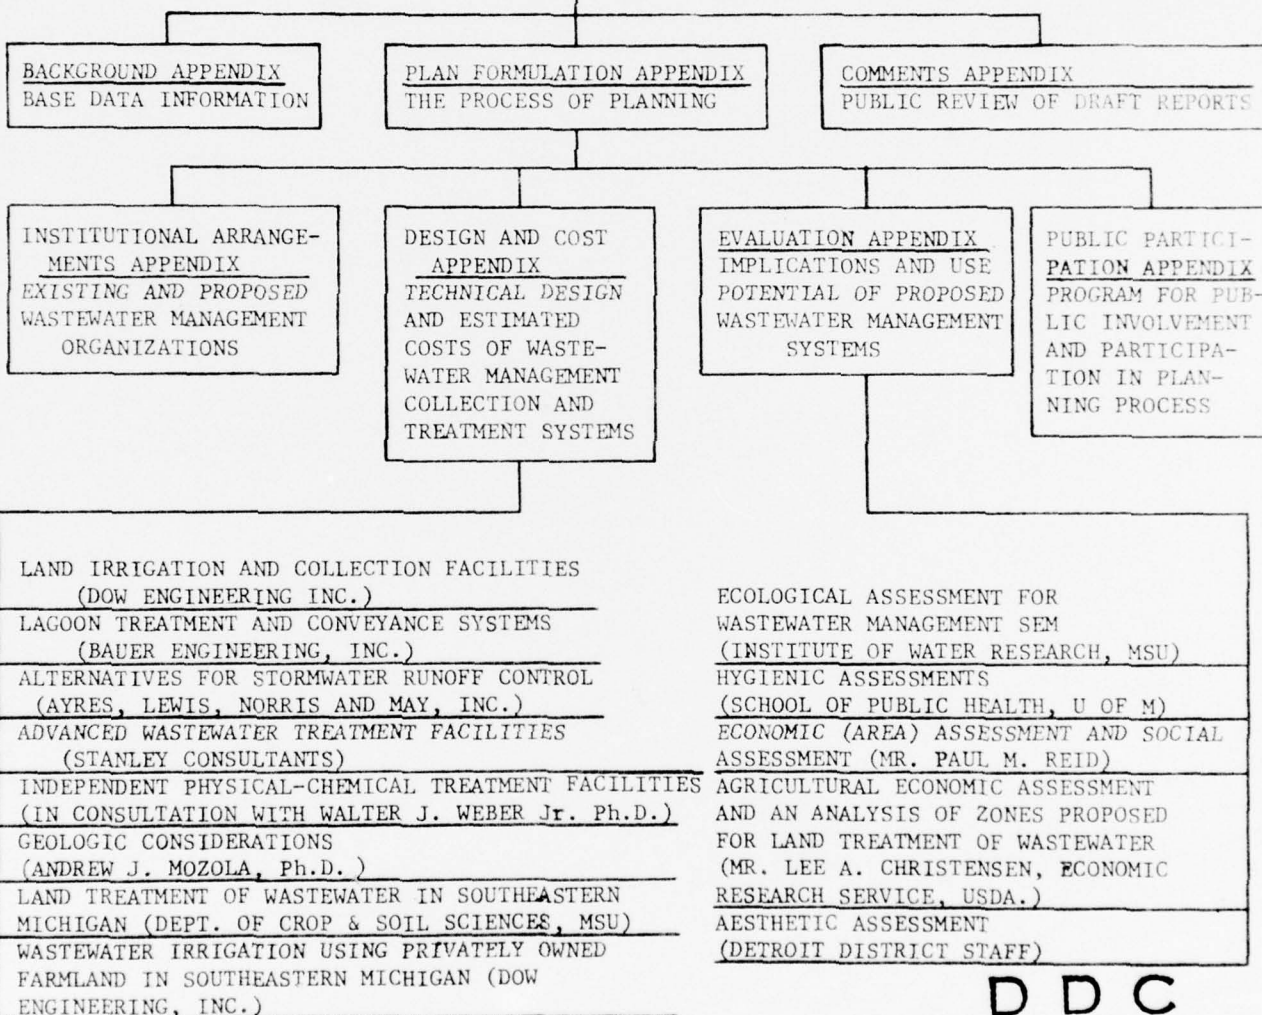 BACKGROUND APPENDIX
BASE DATA INFORMATION
PLAN FORMULATION APPENDIX
THE PROCESS OF PLANNING
COMMENTS APPENDIX
PUBLIC REVIEW OF DRAFT REPORTS
INSTITUTIONAL ARRANGE-
MENTS APPENDIX
EXISTING AND PROPOSED
WASTEWATER MANAGEMENT
ORGANIZATIONS
DESIGN AND COST
APPENDIX
TECHNICAL DESIGN
AND ESTIMATED
COSTS OF WASTE-
WATER MANAGEMENT
COLLECTION AND
TREATMENT SYSTEMS
EVALUATION APPENDIX
IMPLICATIONS AND USE
POTENTIAL OF PROPOSED
WASTEWATER MANAGEMENT
SYSTEMS
PUBLIC PARTICI-
PATION APPENDIX
PROGRAM FOR PUB-
LIC INVOLVEMENT
AND PARTICIPA-
TION IN PLAN-
NING PROCESS
LAND IRRIGATION AND COLLECTION FACILITIES
(DOW ENGINEERING INC.)
LAGOON TREATMENT AND CONVEYANCE SYSTEMS
(BAUER ENGINEERING, INC.)
ALTERNATIVES FOR STORMWATER RUNOFF CONTROL
(AYRES, LEWIS, NORRIS AND MAY, INC.)
ADVANCED WASTEWATER TREATMENT FACILITIES
(STANLEY CONSULTANTS)
INDEPENDENT PHYSICAL-CHEMICAL TREATMENT FACILITIES
(IN CONSULTATION WITH WALTER J. WEBER Jr. Ph.D.)
GEOLOGIC CONSIDERATIONS
(ANDREW J. MOZOLA, Ph.D. )
LAND TREATMENT OF WASTEWATER IN SOUTHEASTERN
MICHIGAN (DEPT. OF CROP & SOIL SCIENCES, MSU)
WASTEWATER IRRIGATION USING PRIVATELY OWNED
FARMLAND IN SOUTHEASTERN MICHIGAN (DOW
ENGINEERING, INC.)
ECOLOGICAL ASSESSMENT FOR
WASTEWATER MANAGEMENT SEM
(INSTITUTE OF WATER RESEARCH, MSU)
HYGIENIC ASSESSMENTS
(SCHOOL OF PUBLIC HEALTH, U OF M)
ECONOMIC (AREA) ASSESSMENT AND SOCIAL
ASSESSMENT (MR. PAUL M. REID)
AGRICULTURAL ECONOMIC ASSESSMENT
AND AN ANALYSIS OF ZONES PROPOSED
FOR LAND TREATMENT OF WASTEWATER
(MR. LEE A. CHRISTENSEN, ECONOMIC
RESEARCH SERVICE, USDA.)
AESTHETIC ASSESSMENT
(DETROIT DISTRICT STAFF)
D D C